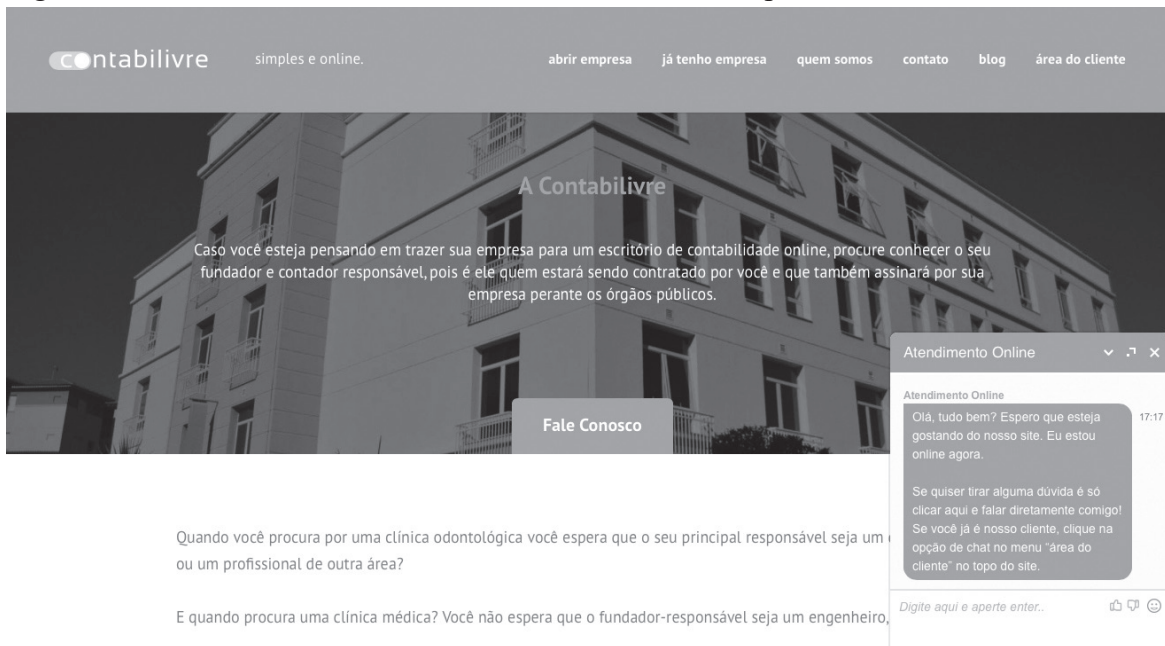 contabilivre
simples e online.
abrir empresa já tenho empresa quem somos contato blog área do cliente
A Contabilivre
Caso você esteja pensando em trazer sua empresa para um escritório de contabilidade online, procure conhecer o seu
fundador e contador responsável, pois é ele quem estará sendo contratado por você e que também assinará por sua
empresa perante os órgãos públicos.
Fale Conosco
Quando você procura por uma clínica odontológica você espera que o seu principal responsável seja um
ou um profissional de outra área?
E quando procura uma clínica médica? Você não espera que o fundador-responsável seja um engenheiro,
Atendimento Online
Atendimento Online
Olá, tudo bem? Espero que esteja
gostando do nosso site. Eu estou
online agora.
Se quiser tirar alguma dúvida é só
clicar aqui e falar diretamente comigo!
Se você já é nosso cliente, clique na
opção de chat no menu "área do
cliente" no topo do site.
17:17
Digite aqui e aperte enter..